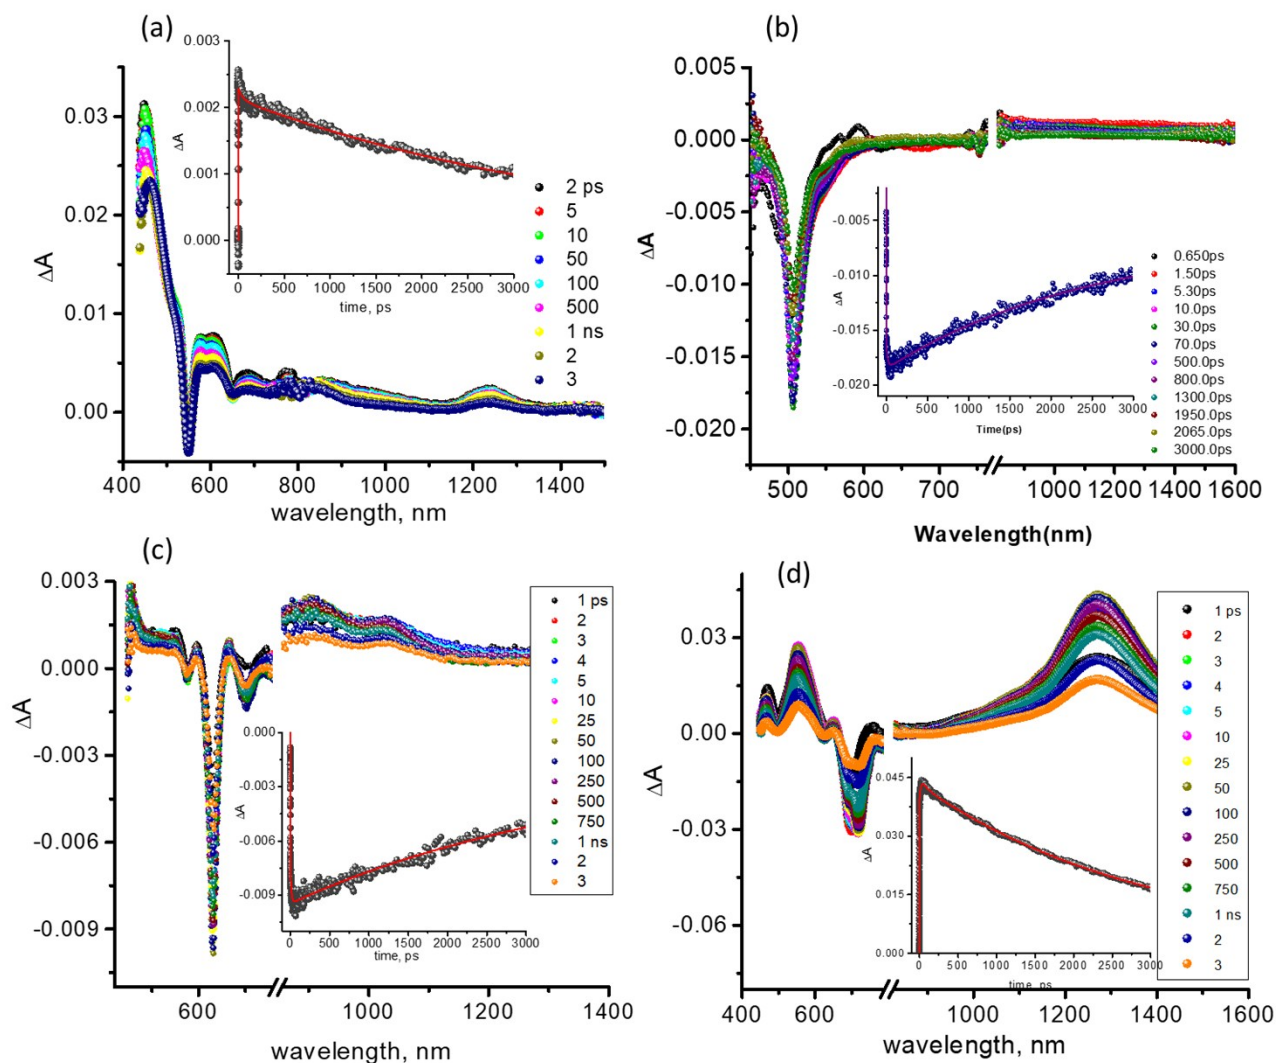 (a)
0.003
0.002
0.001
0.000
ΔA
0 500 1000 1500 2000 2500 3000
time, ps
0.03
0.02
0.01
0.00
ΔA
2 ps
5
10
50
100
500
1 ns
2
3
400 600 800 1000 1200 1400
wavelength, nm
(b)
0.005
0.000
-0.005
-0.010
-0.015
-0.020
ΔA
-0.005
-0.010
-0.015
-0.020
ΔA
0 500 1000 1500 2000 2500 3000
Time(ps)
0.650ps
1.50ps
5.30ps
10.0ps
30.0ps
70.0ps
500.0ps
800.0ps
1300.0ps
1950.0ps
2065.0ps
3000.0ps
500 600 700 1000 1200 1400 1600
Wavelength(nm)
(c)
0.003
0.000
-0.003
-0.006
-0.009
ΔA
0.000
-0.003
-0.006
-0.009
ΔA
0 500 1000 1500 2000 2500 3000
time, ps
1 ps
2
3
4
5
10
25
50
100
250
500
750
1 ns
2
3
600 1000 1200 1400
wavelength, nm
(d)
0.03
0.00
-0.03
-0.06
ΔA
0.045
0.030
0.015
0.000
ΔA
0 500 1000 1500 2000 2500 3000
time, ps
1 ps
2
3
4
5
10
25
50
100
250
500
750
1 ns
2
3
400 600 1000 1200 1400 1600
wavelength, nm